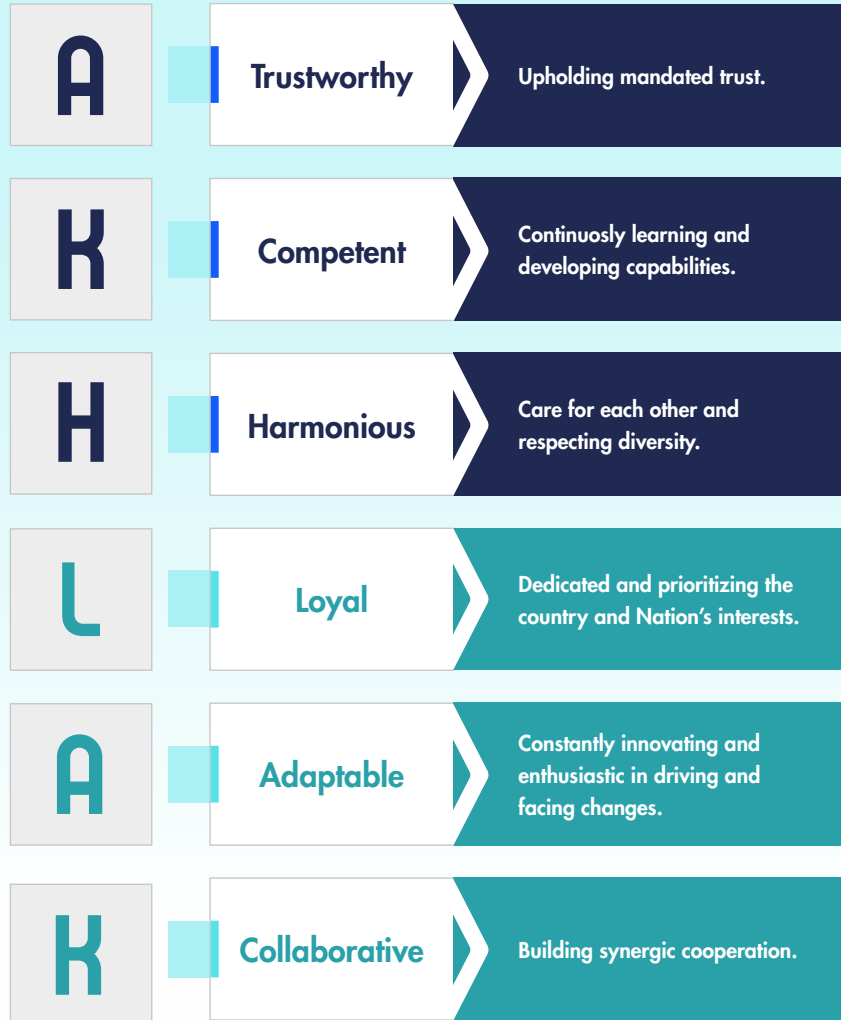 A
Trustworthy
Upholding mandated trust.
K
Competent
Continuosly learning and
developing capabilities.
H
Harmonious
Care for each other and
respecting diversity.
L
Loyal
Dedicated and prioritizing the
country and Nation’s interests.
A
Adaptable
Constantly innovating and
enthusiastic in driving and
facing changes.
K
Collaborative
Building synergic cooperation.